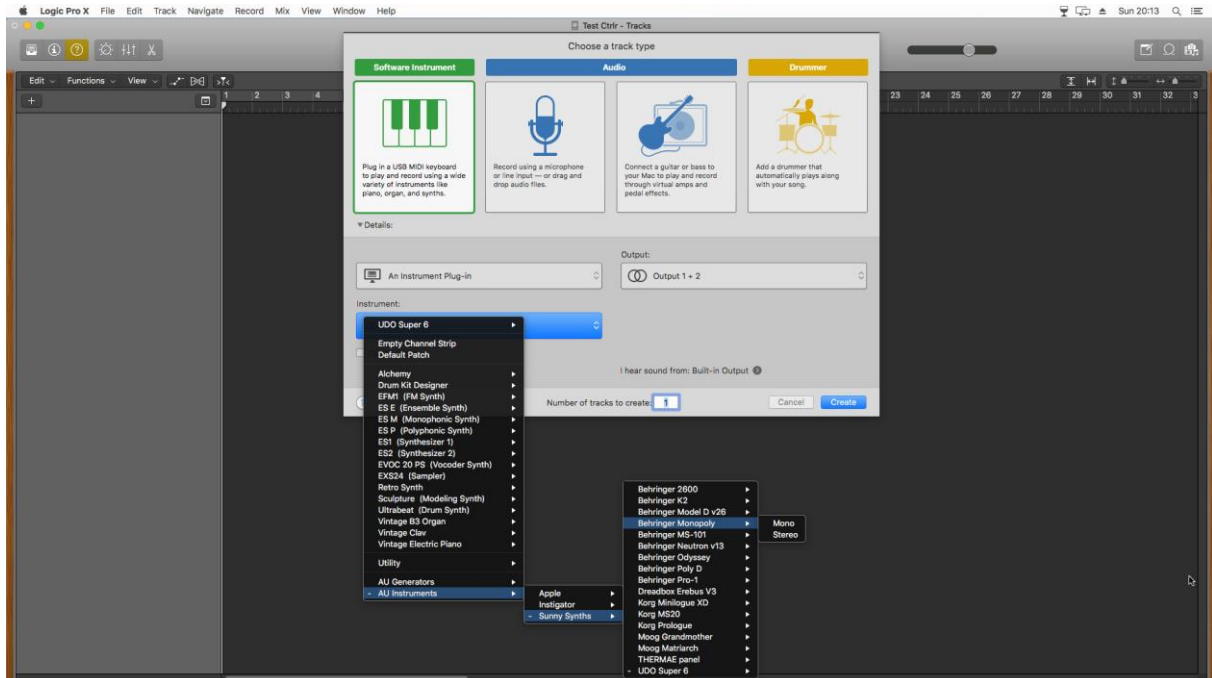 Logic Pro X File Edit Track Navigate Record Mix View Window Help
Sun 20:13
Test Ctrlr - Tracks
Choose a track type
Software Instrument
Audio
Drummer
Plug in a USB MIDI keyboard
to play and record using a wide
variety of instruments like
piano, organ, and synths.
Record using a microphone
or line input — or drag and
drop audio files.
Connect a guitar or bass to
your Mac to play and record
through virtual amps and
pedal effects.
Add a drummer that
automatically plays along
with your song.
Edit Functions View
1 2 3 4
23 24 25 26 27 28 29 30 31 32 3
Details:
Output:
An Instrument Plug-in
Output 1 + 2
Instrument:
I hear sound from: Built-in Output
Number of tracks to create: 1
Cancel Create
UDO Super 6
Empty Channel Strip
Default Patch
Alchemy
Drum Kit Designer
EFM1 (FM Synth)
ES E (Ensemble Synth)
ES M (Monophonic Synth)
ES P (Polyphonic Synth)
ES1 (Synthesizer 1)
ES2 (Synthesizer 2)
EVOC 20 PS (Vocoder Synth)
EXS24 (Sampler)
Retro Synth
Sculpture (Modeling Synth)
Ultrabeat (Drum Synth)
Vintage B3 Organ
Vintage Clav
Vintage Electric Piano
Utility
AU Generators
- AU Instruments
Apple
Instigator
- Sunny Synths
Behringer 2600
Behringer K2
Behringer Model D v26
Behringer Monopoly
Behringer MS-101
Behringer Neutron v13
Behringer Odyssey
Behringer Poly D
Behringer Pro-1
Dreadbox Erebus V3
Korg Minilogue XD
Korg MS20
Korg Prologue
Moog Grandmother
Moog Matriarch
THERMAE panel
- UDO Super 6
Mono
Stereo